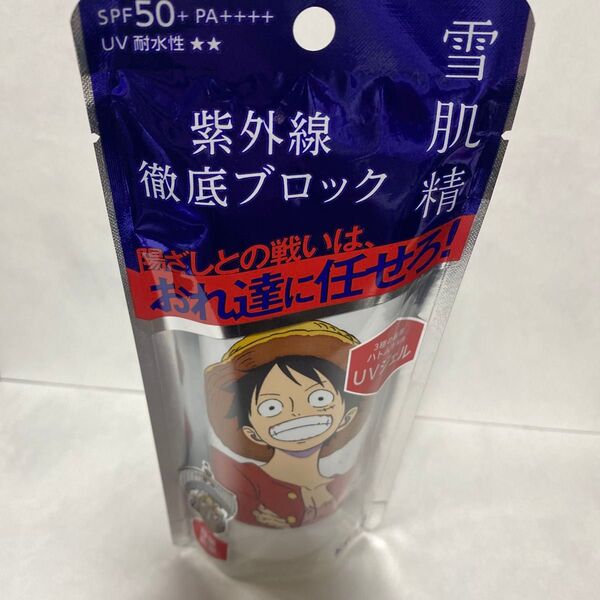 SPF50+ PA++++
UV 耐水性 ★★
雪肌精
紫外線
徹底ブロック
陽ざしとの戦いは、
おれ達に任せろ!
UVジェル